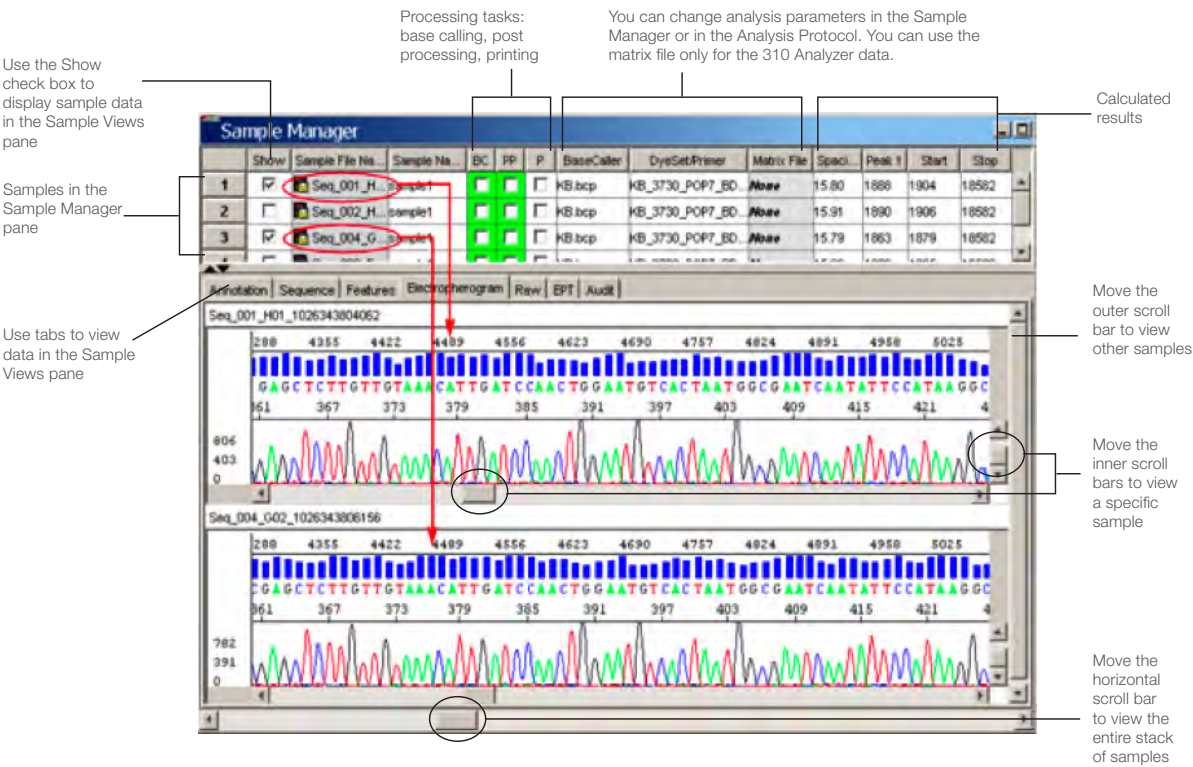 Processing tasks:
base calling, post
processing, printing
You can change analysis parameters in the Sample
Manager or in the Analysis Protocol. You can use the
matrix file only for the 310 Analyzer data.
Use the Show
check box to
display sample data
in the Sample Views
pane
Calculated
results
Samples in the
Sample Manager
pane
Use tabs to view
data in the Sample
Views pane
Move the
outer scroll
bar to view
other samples
Move the
inner scroll
bars to view
a specific
sample
Move the
horizontal
scroll bar
to view the
entire stack
of samples
Sample Manager
Show Sample File Na... Sample Na... BC PP P BaseCaller DyeSet/Primer Matrix File Spaci... Peak 1 Start Stop
1 Seq_001_H... sample1 KB.bcp KB_3730_POP7_BD... None 15.80 1888 1904 18582
2 Seq_002_H... sample1 KB.bcp KB_3730_POP7_BD... None 15.91 1890 1906 18582
3 Seq_004_G... sample1 KB.bcp KB_3730_POP7_BD... None 15.79 1863 1879 18582
Annotation Sequence Features Electropherogram Raw EPT Audit
Seq_001_H01_1026343804062
288 4355 4422 4489 4556 4623 4690 4757 4824 4891 4958 5025
GAGCTCTTGTTGTAAACATTGATCCAACTGGAATGTCACTAATGGCGAATCAATATTCCATAAGGC
361 367 373 379 385 391 397 403 409 415 421 4
806
403
0
Seq_004_G02_1026343806156
288 4355 4422 4489 4556 4623 4690 4757 4824 4891 4958 5025
CGAGCTCTTGTTGTAAACATTGATCCAACTGGAATGTCACTAATGGCGAATCAATATTCCATAAGGC
361 367 373 379 385 391 397 403 409 415 421 4
782
391
0